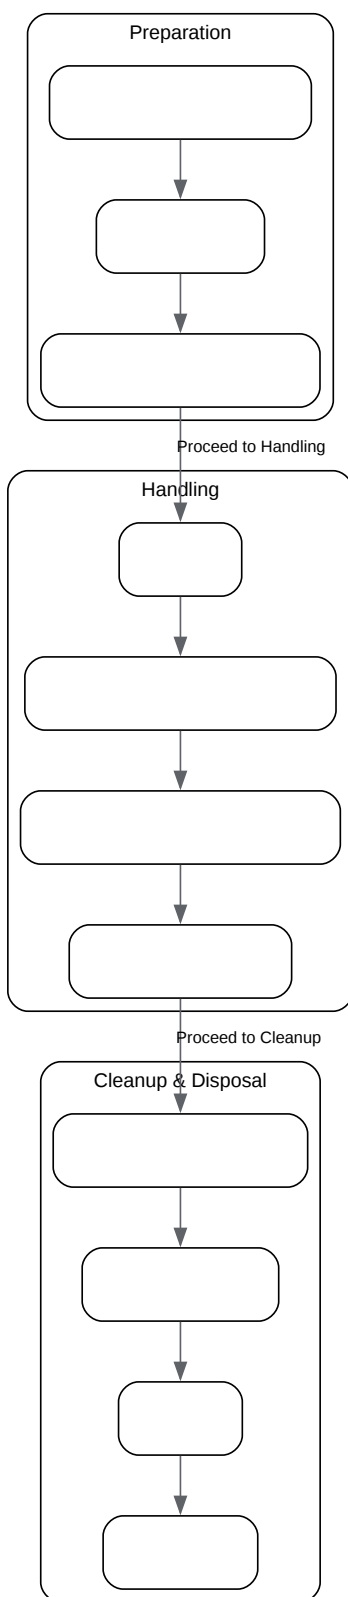 Preparation
Proceed to Handling
Handling
Proceed to Cleanup
Cleanup & Disposal